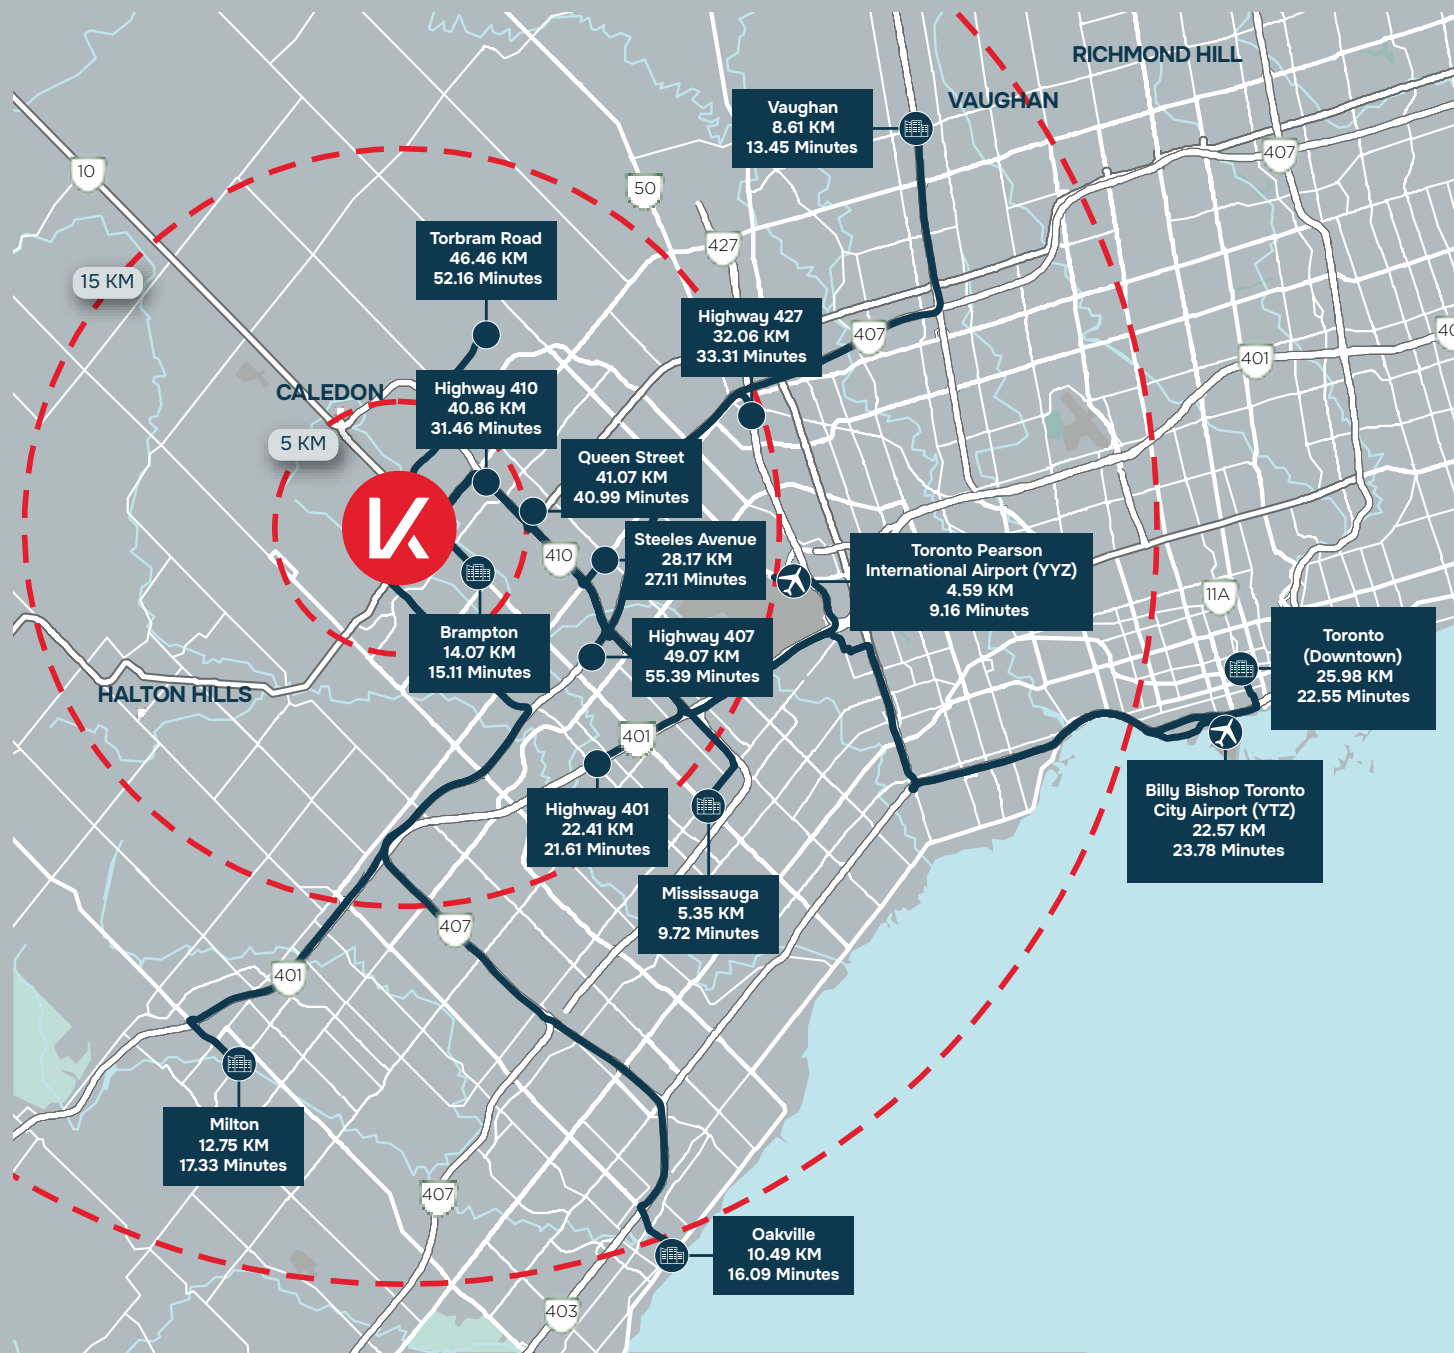 RICHMOND HILL
VAUGHAN
Vaughan
8.61 KM
13.45 Minutes
407
10
50
427
Torbram Road
46.46 KM
52.16 Minutes
15 KM
Highway 427
32.06 KM
33.31 Minutes
407
401
40
CALEDON
Highway 410
40.86 KM
31.46 Minutes
5 KM
Queen Street
41.07 KM
40.99 Minutes
410
Steeles Avenue
28.17 KM
27.11 Minutes
Toronto Pearson
International Airport (YYZ)
4.59 KM
9.16 Minutes
11A
Brampton
14.07 KM
15.11 Minutes
Highway 407
49.07 KM
55.39 Minutes
Toronto
(Downtown)
25.98 KM
22.55 Minutes
HALTON HILLS
401
Highway 401
22.41 KM
21.61 Minutes
Billy Bishop Toronto
City Airport (YTZ)
22.57 KM
23.78 Minutes
Mississauga
5.35 KM
9.72 Minutes
407
401
Milton
12.75 KM
17.33 Minutes
407
Oakville
10.49 KM
16.09 Minutes
403